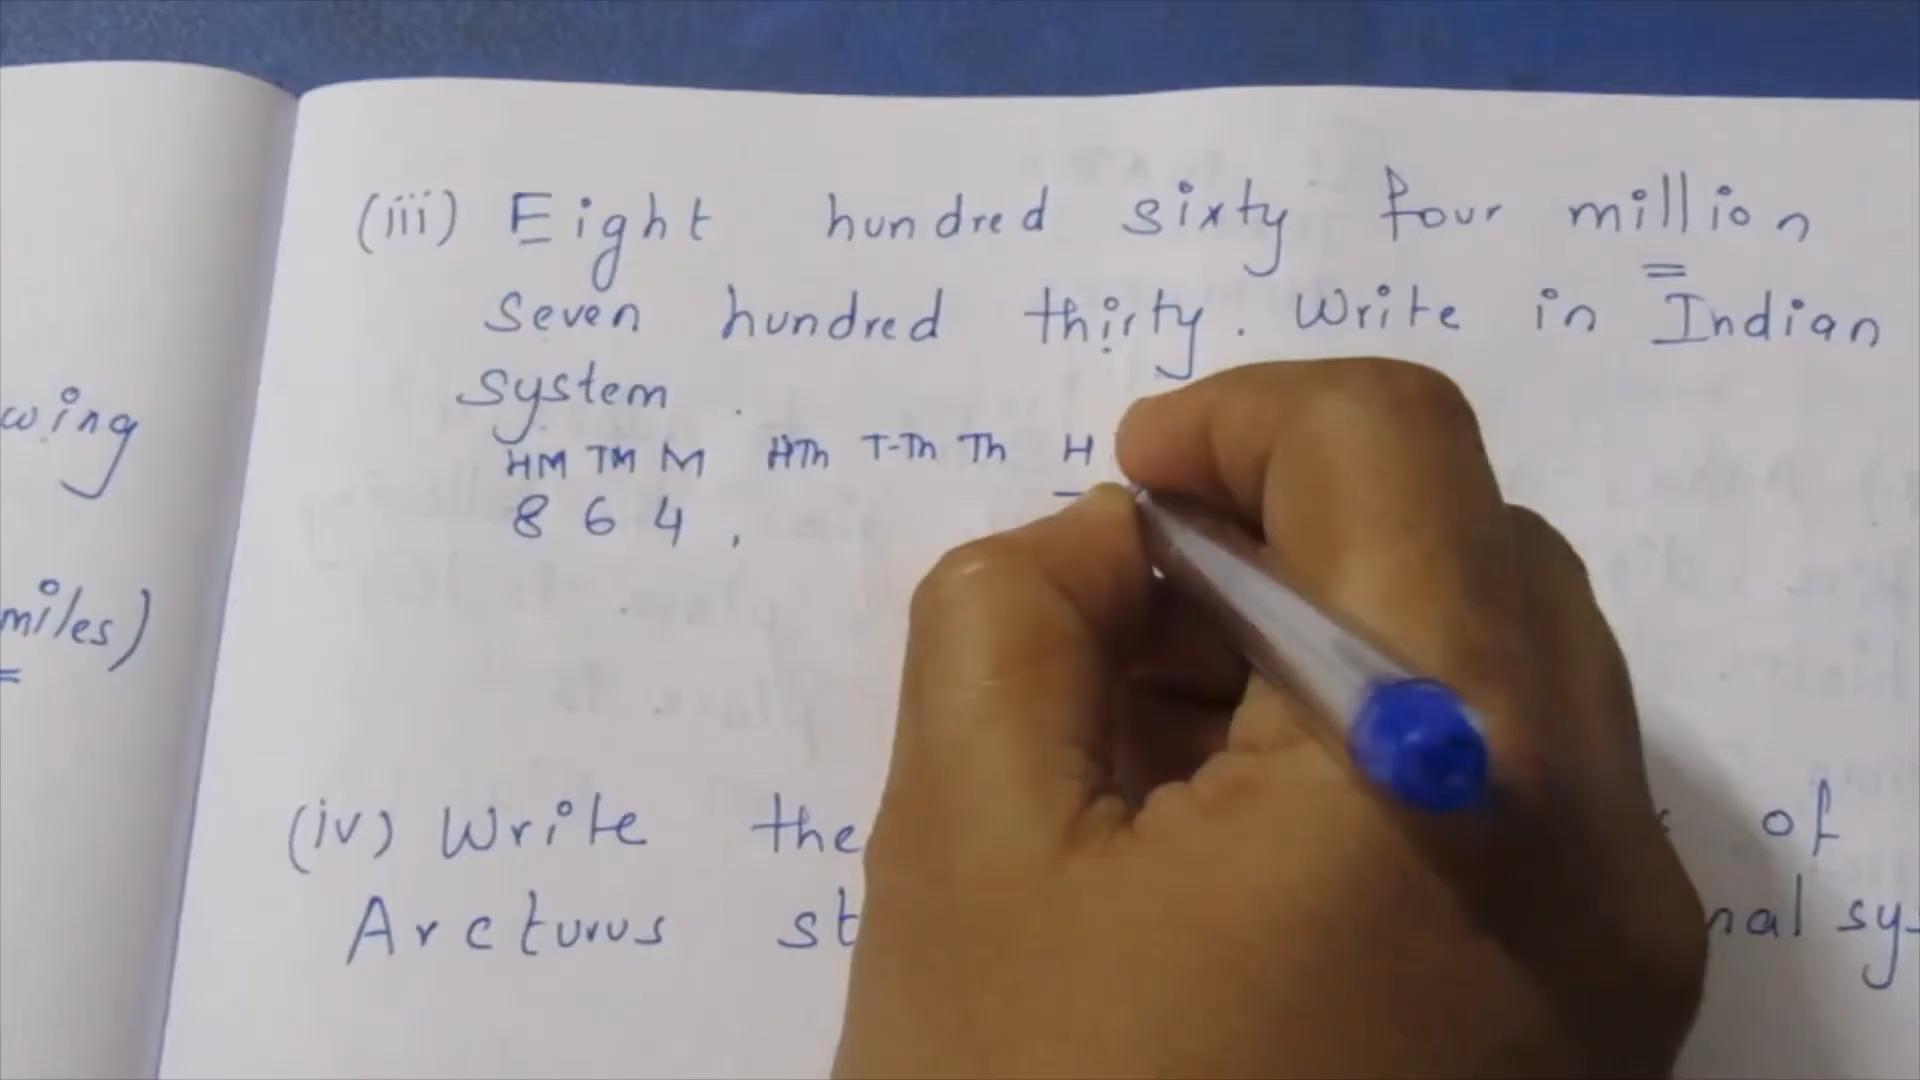 (iii) Eight hundred sixty four million
seven hundred thirty. Write in Indian
system.
HM TM M HTh T-Th Th H
8 6 4 ,
(iv) Write the of
Arcturus st nal sys
wing
miles)